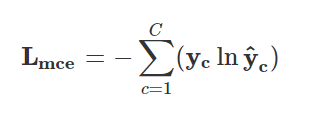 L_mce = − ∑_{c=1}^{C} (y_c ln ŷ_c)